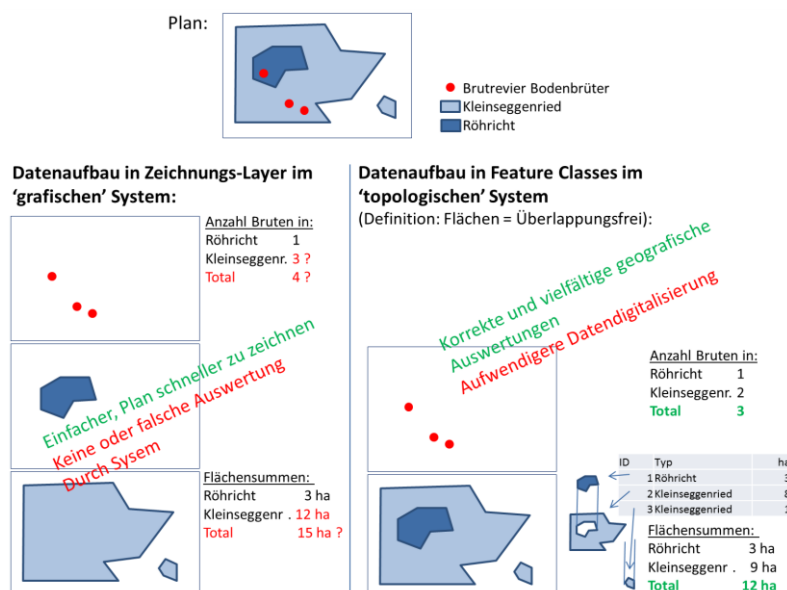 Plan:
Brutrevier Bodenbrüter
Kleinseggenried
Röhricht
Datenaufbau in Zeichnungs-Layer im
‘grafischen’ System:
Anzahl Bruten in:
Röhricht 1
Kleinseggenr. 3 ?
Total 4 ?
Einfacher, Plan schneller zu zeichnen
Keine oder falsche Auswertung
Durch Sysem
Flächensummen:
Röhricht 3 ha
Kleinseggenr . 12 ha
Total 15 ha ?
Datenaufbau in Feature Classes im
‘topologischen’ System
(Definition: Flächen = Überlappungsfrei):
Korrekte und vielfältige geografische
Auswertungen
Aufwendigere Datendigitalisierung
Anzahl Bruten in:
Röhricht 1
Kleinseggenr. 2
Total 3
ID Typ ha
1 Röhricht
2 Kleinseggenried
3 Kleinseggenried
Flächensummen:
Röhricht 3 ha
Kleinseggenr . 9 ha
Total 12 ha